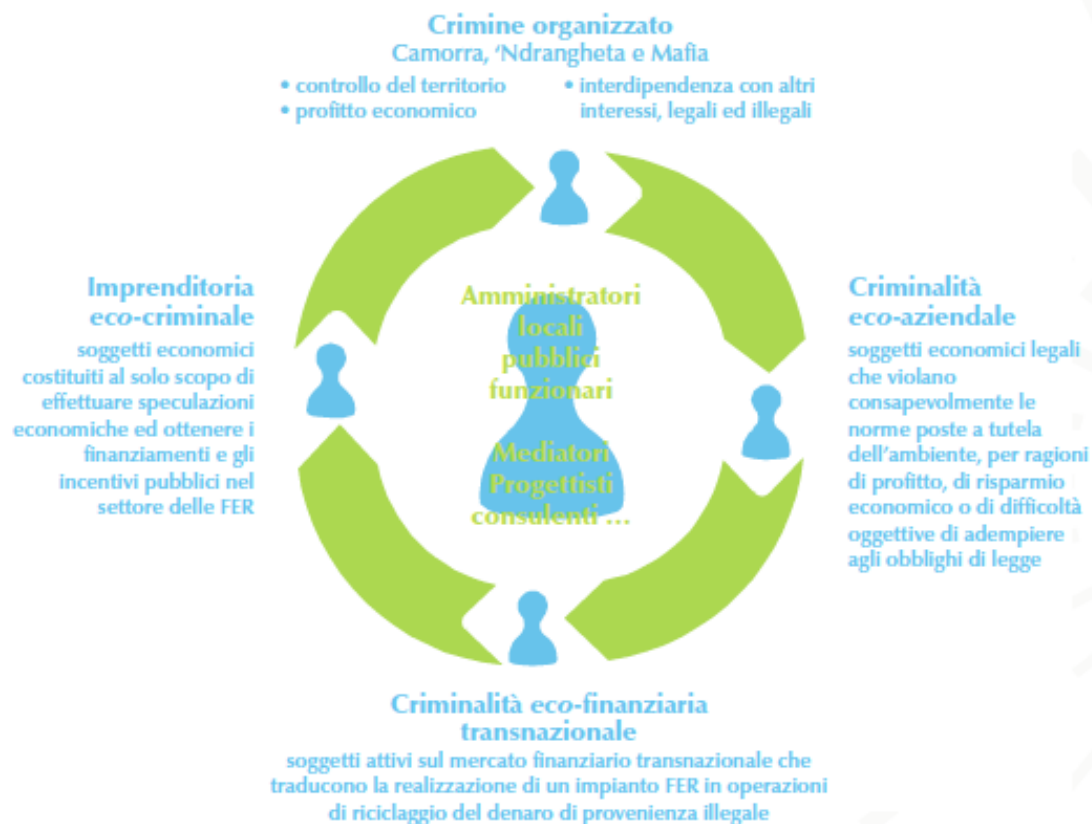 Crimine organizzato
Camorra, ‘Ndrangheta e Mafia
• controllo del territorio
• profitto economico
• interdipendenza con altri
interessi, legali ed illegali
Imprenditoria
eco-criminale
soggetti economici
costituiti al solo scopo di
effettuare speculazioni
economiche ed ottenere i
finanziamenti e gli
incentivi pubblici nel
settore delle FER
Amministratori
locali
pubblici
funzionari
Mediatori
Progettisti
consulenti ...
Criminalità
eco-aziendale
soggetti economici legali
che violano
consapevolmente le
norme poste a tutela
dell’ambiente, per ragioni
di profitto, di risparmio
economico o di difficoltà
oggettive di adempiere
agli obblighi di legge
Criminalità eco-finanziaria
transnazionale
soggetti attivi sul mercato finanziario transnazionale che
traducono la realizzazione di un impianto FER in operazioni
di riciclaggio del denaro di provenienza illegale